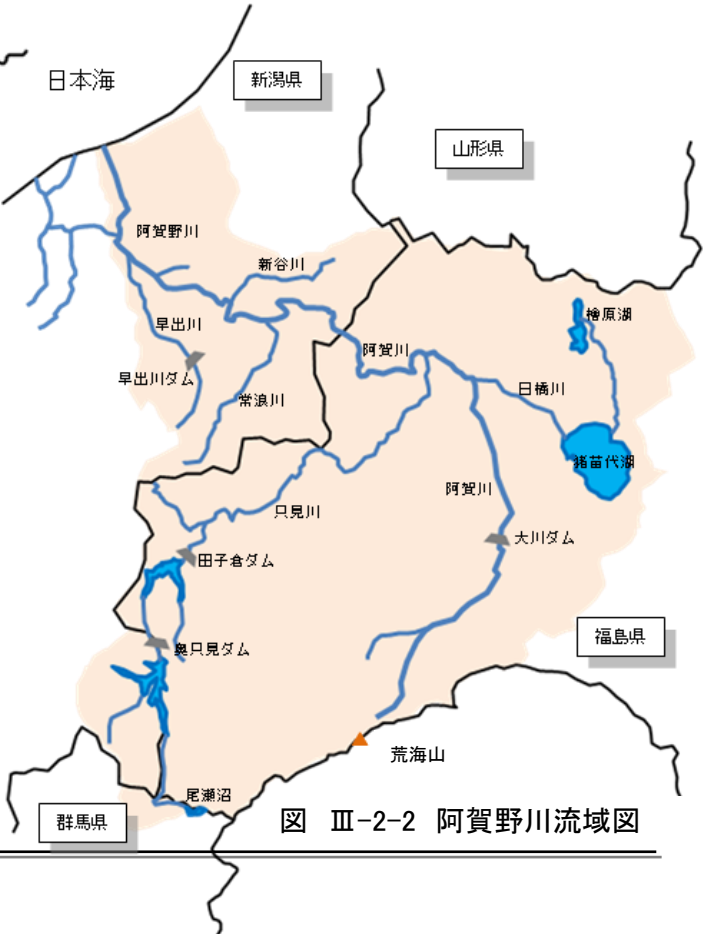 日本海
新潟県
山形県
阿賀野川
新谷川
檜原湖
早出川
阿賀川
早出川ダム
日橋川
常浪川
猪苗代湖
阿賀川
只見川
大川ダム
田子倉ダム
福島県
奥只見ダム
荒海山
尾瀬沼
群馬県
図 Ⅲ-2-2 阿賀野川流域図